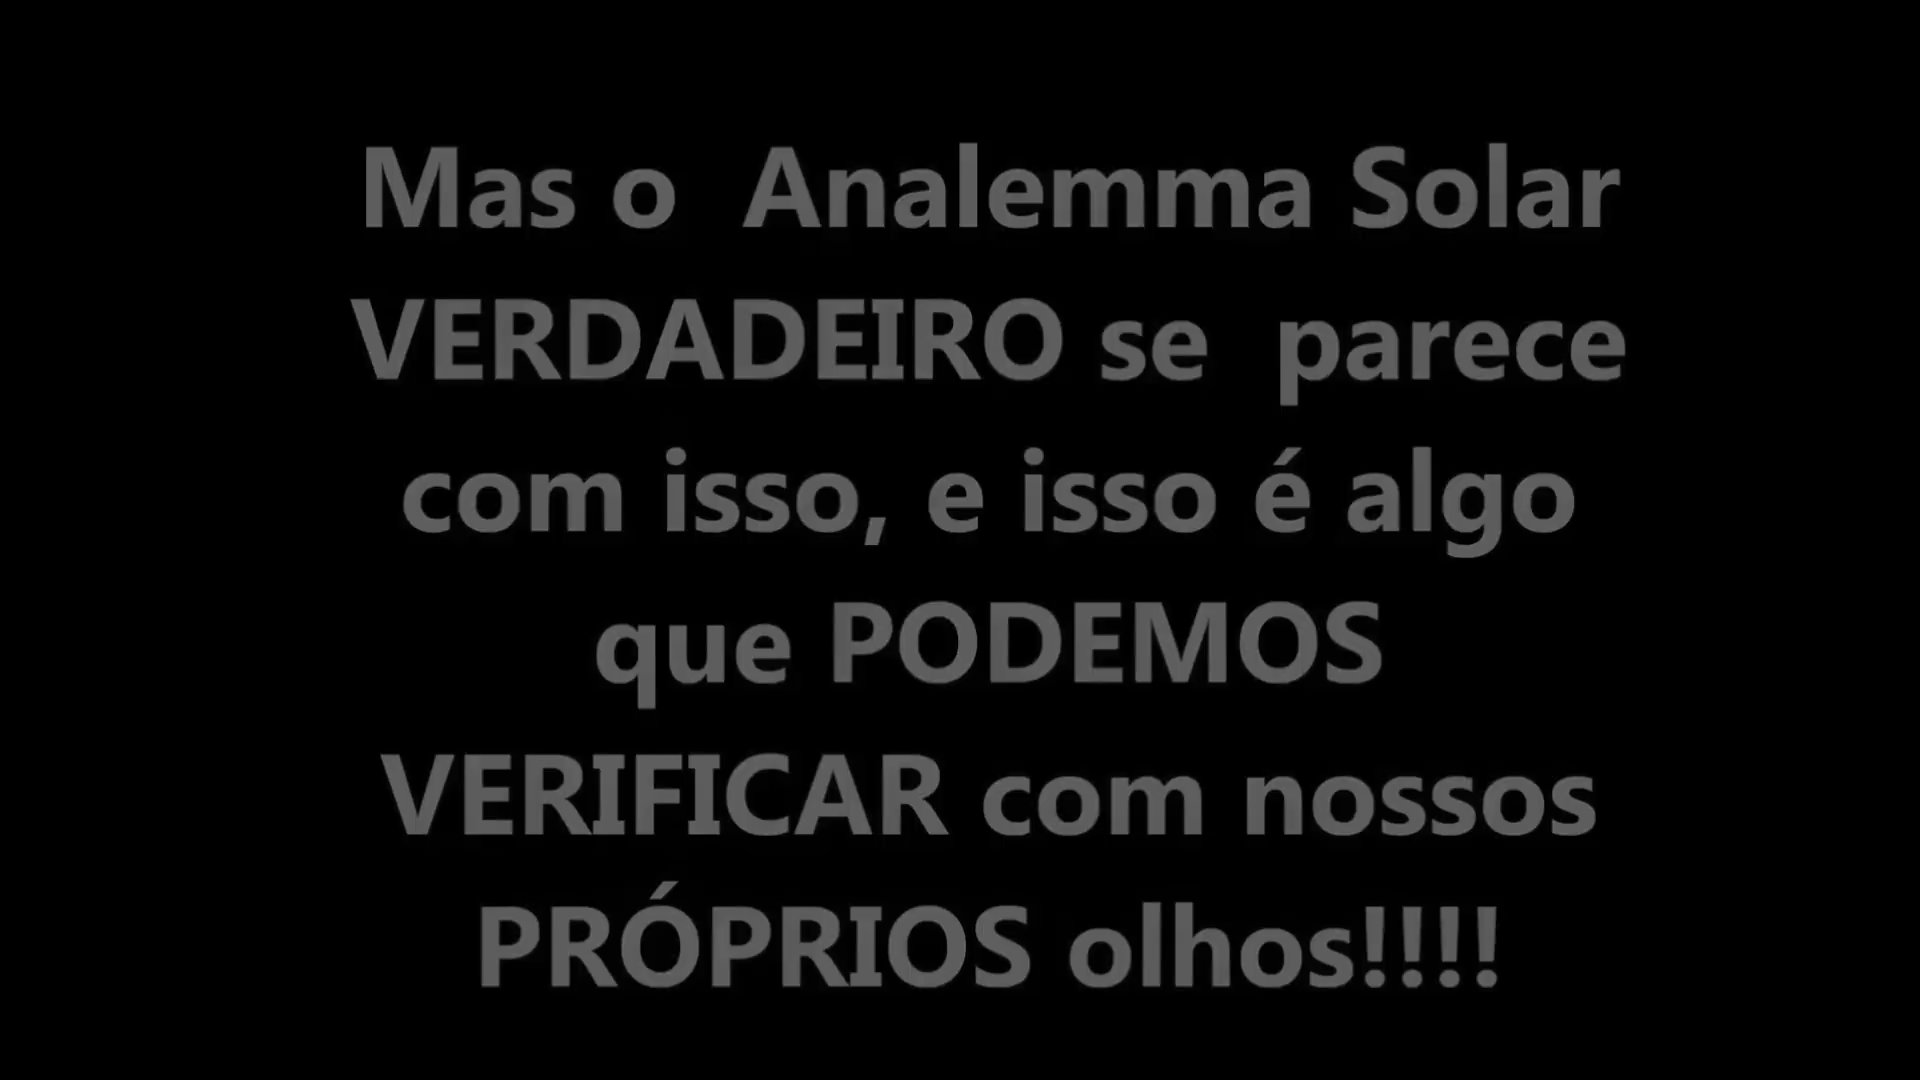 Mas o  Analemma Solar
VERDADEIRO se  parece
com isso, e isso é algo
que PODEMOS
VERIFICAR com nossos
PRÓPRIOS olhos!!!!